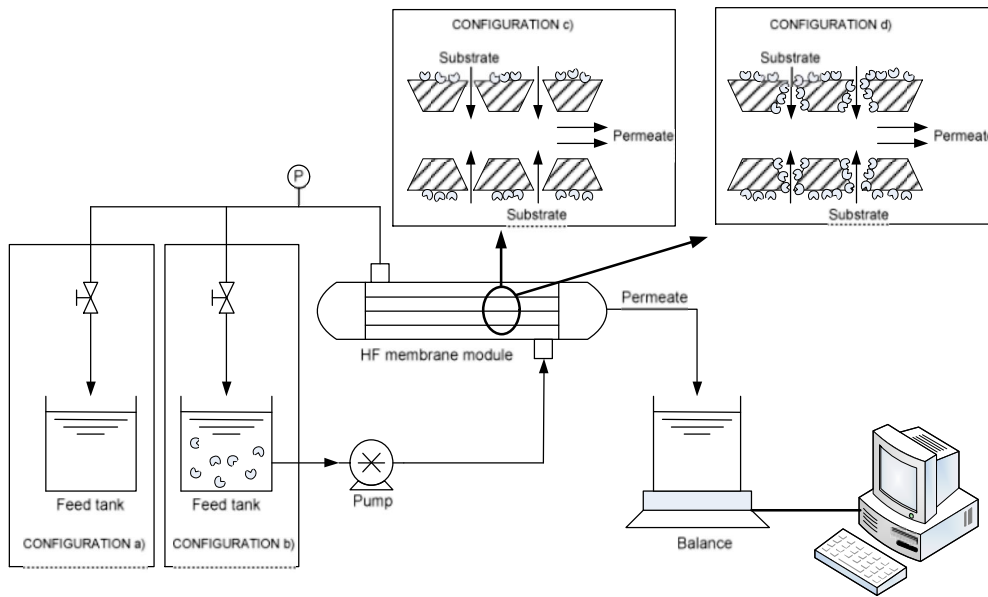 CONFIGURATION c)
Substrate
Permeate
Substrate
CONFIGURATION d)
Substrate
Permeate
Substrate
P
HF membrane module
Permeate
Feed tank
CONFIGURATION a)
Feed tank
CONFIGURATION b)
Pump
Balance